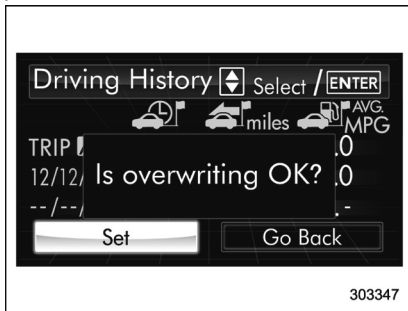 Driving History Select / ENTER
miles AVG. MPG
TRIP .0
12/12/ .0
--/--/ .-
Is overwriting OK?
Set Go Back
303347